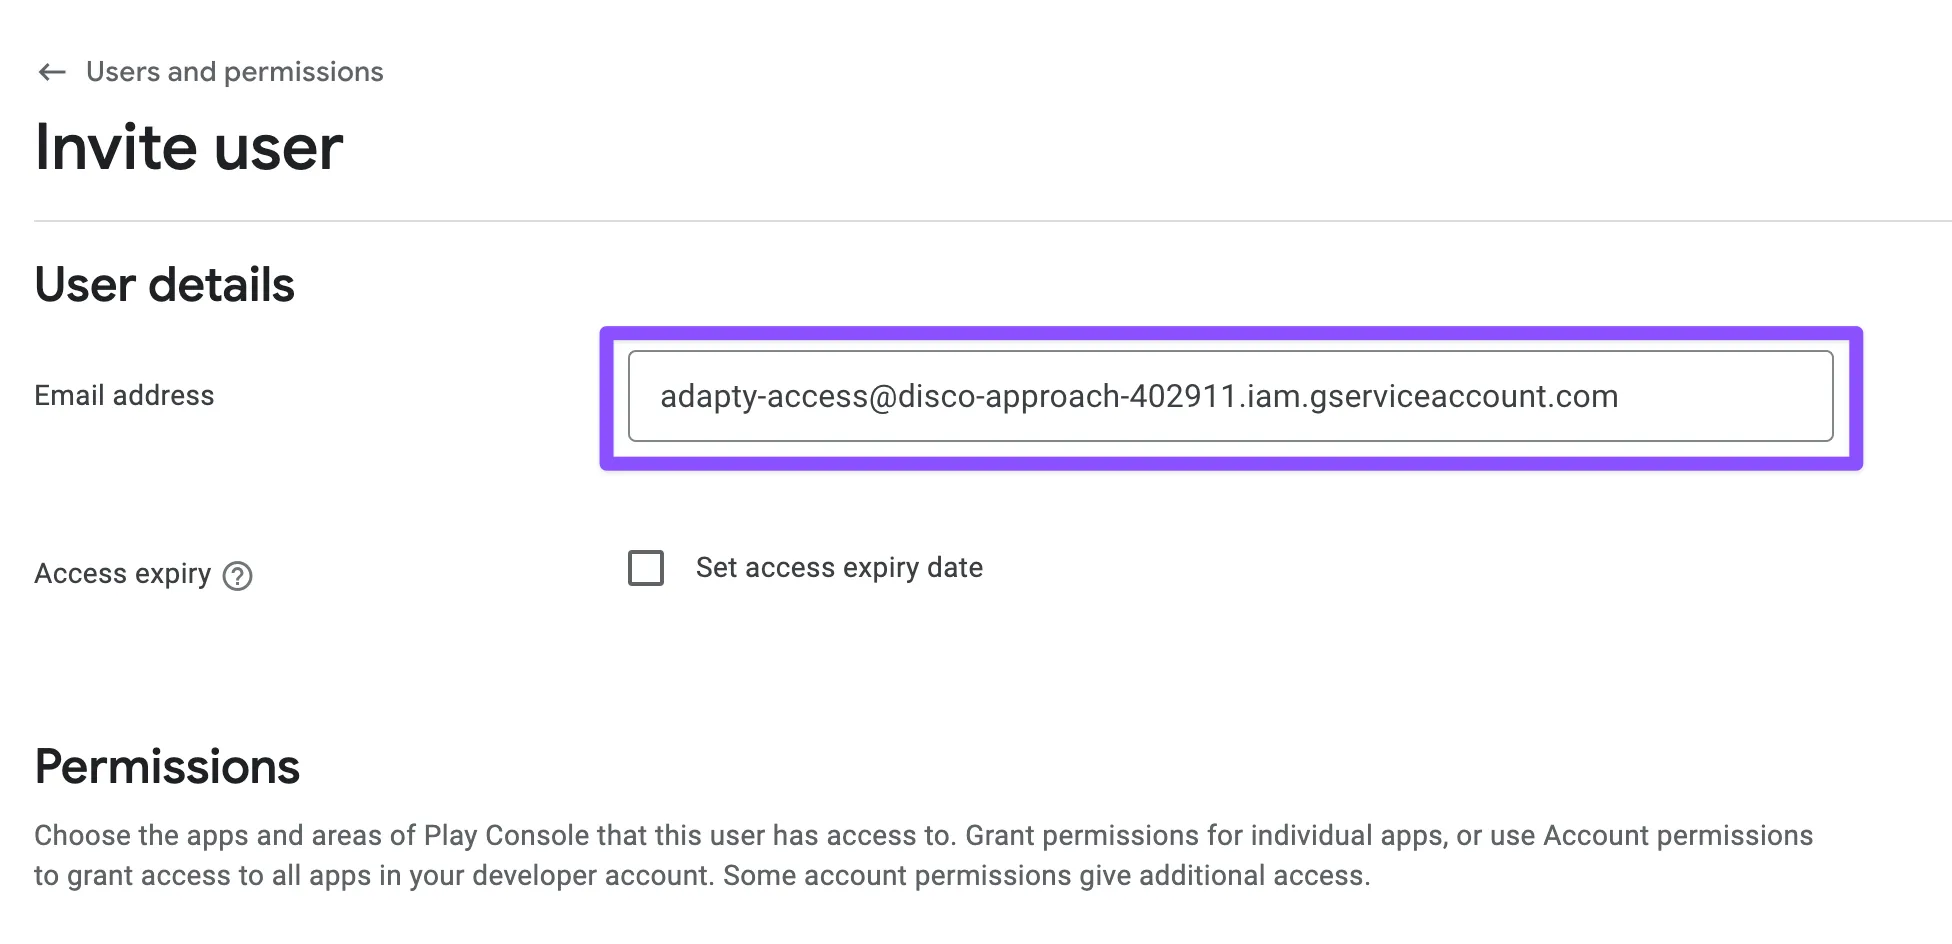 Users and permissions
Invite user
User details
Email address
adapty-access@disco-approach-402911.iam.gserviceaccount.com
Access expiry ?
Set access expiry date
Permissions
Choose the apps and areas of Play Console that this user has access to. Grant permissions for individual apps, or use Account permissions
to grant access to all apps in your developer account. Some account permissions give additional access.